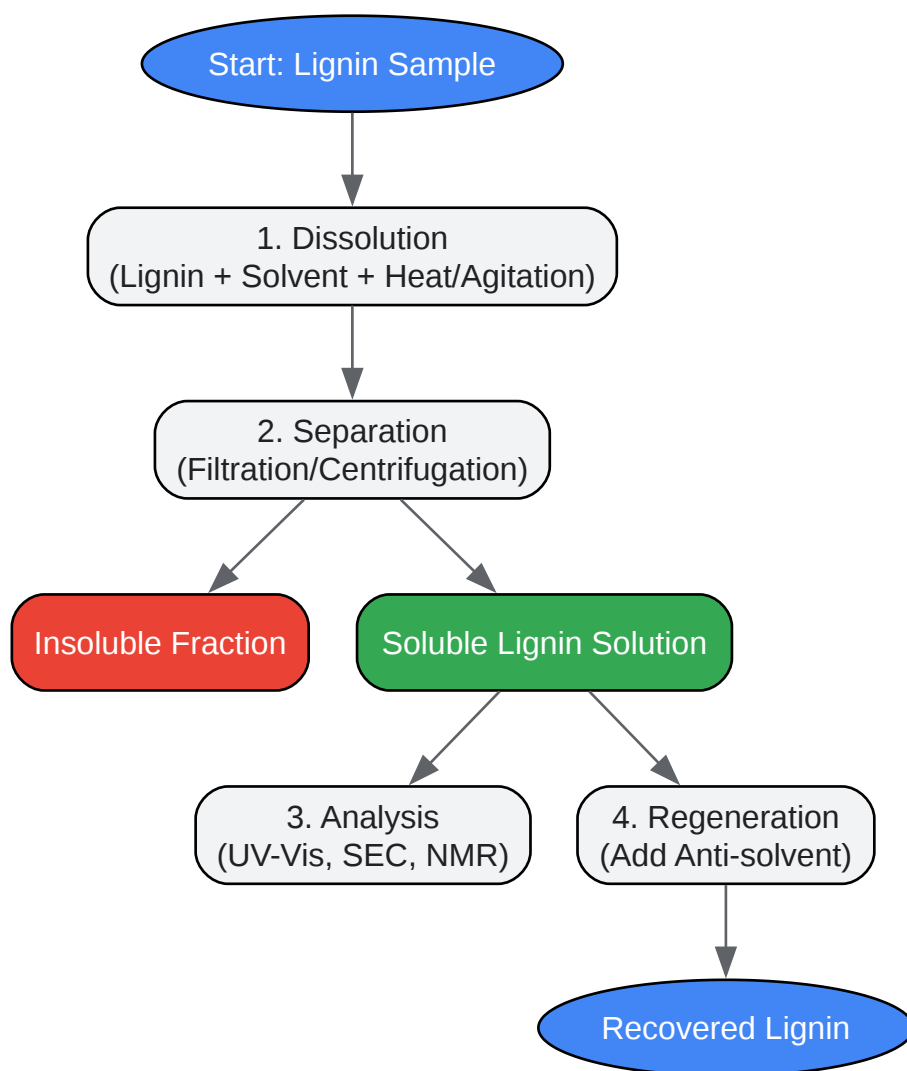 Start: Lignin Sample
1. Dissolution
(Lignin + Solvent + Heat/Agitation)
2. Separation
(Filtration/Centrifugation)
Insoluble Fraction
Soluble Lignin Solution
3. Analysis
(UV-Vis, SEC, NMR)
4. Regeneration
(Add Anti-solvent)
Recovered Lignin